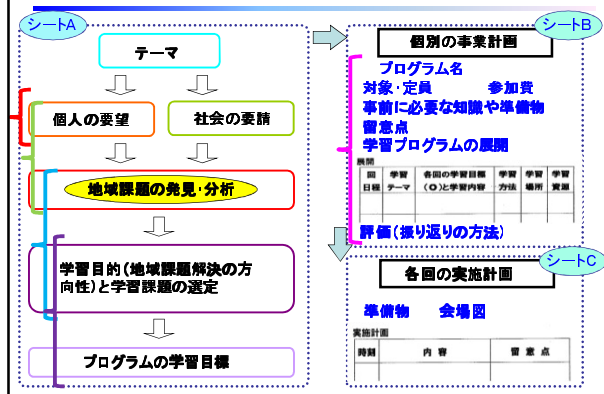 シートA
テーマ
個人の要望
社会の要請
地域課題の発見・分析
学習目的(地域課題解決の方
向性)と学習課題の選定
プログラムの学習目標
シートB
個別の事業計画
プログラム名
対象・定員 参加費
事前に必要な知識や準備物
留意点
学習プログラムの展開
展開
回 学習 各回の学習目標 学習 学習 学習
日程 テーマ (○)と学習内容 方法 場所 資源
評価(振り返りの方法)
シートC
各回の実施計画
準備物 会場図
実施計画
時刻 内容 留意点